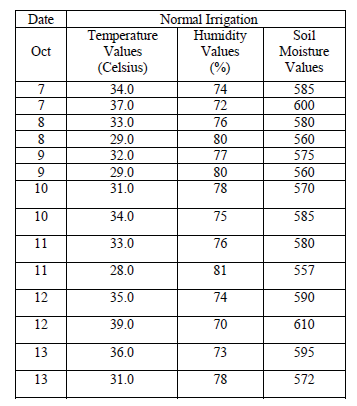 Date Normal Irrigation
Oct Temperature Values (Celsius) Humidity Values (%) Soil Moisture Values
7 34.0 74 585
7 37.0 72 600
8 33.0 76 580
8 29.0 80 560
9 32.0 77 575
9 29.0 80 560
10 31.0 78 570
10 34.0 75 585
11 33.0 76 580
11 28.0 81 557
12 35.0 74 590
12 39.0 70 610
13 36.0 73 595
13 31.0 78 572